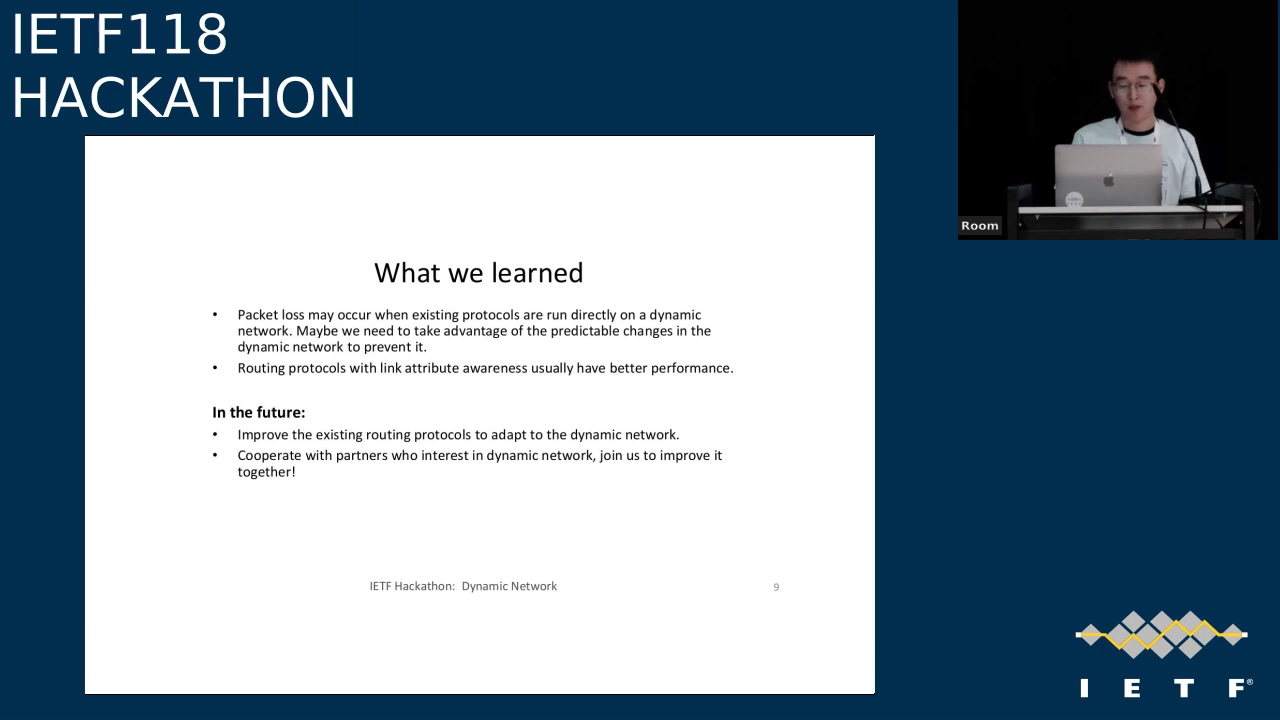 IETF118
HACKATHON
Room
What we learned
• Packet loss may occur when existing protocols are run directly on a dynamic
network. Maybe we need to take advantage of the predictable changes in the
dynamic network to prevent it.
• Routing protocols with link attribute awareness usually have better performance.
In the future:
• Improve the existing routing protocols to adapt to the dynamic network.
• Cooperate with partners who interest in dynamic network, join us to improve it
together!
IETF Hackathon: Dynamic Network
9
I E T F®